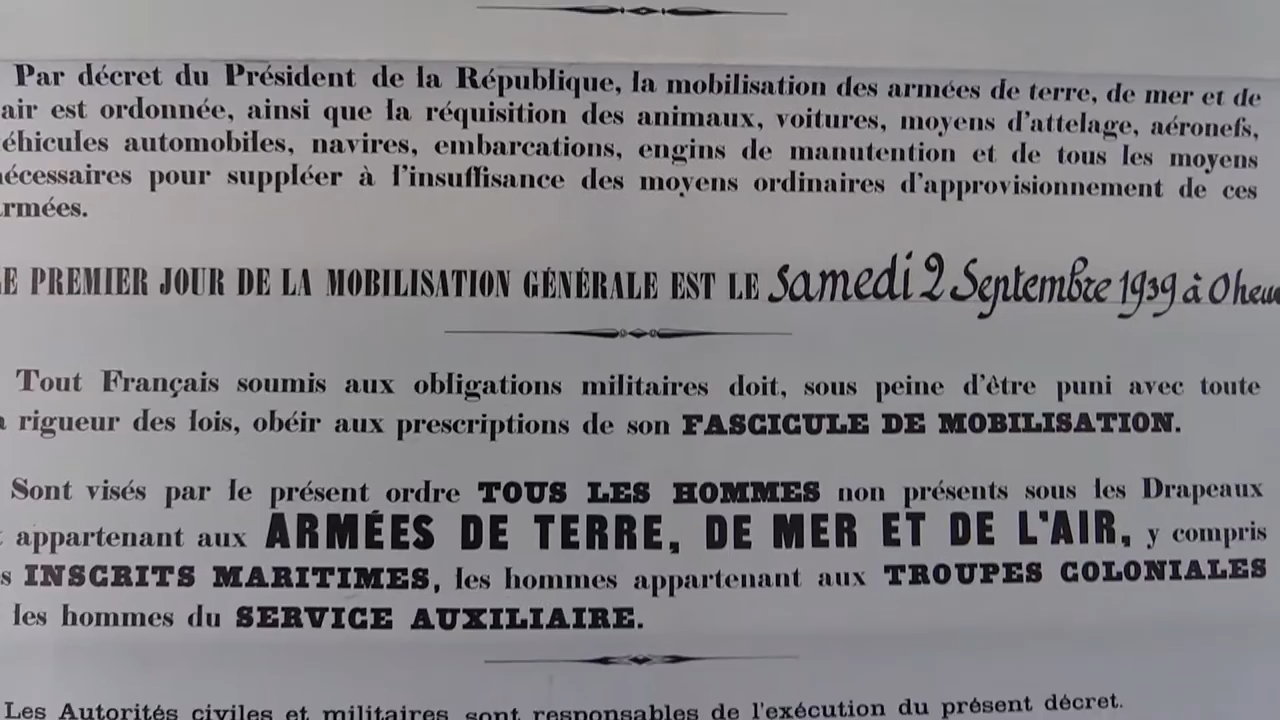 Par décret du Président de la République, la mobilisation des armées de terre, de mer et de
air est ordonnée, ainsi que la réquisition des animaux, voitures, moyens d'attelage, aéronefs,
éhicules automobiles, navires, embarcations, engins de manutention et de tous les moyens
écessaires pour suppléer à l'insuffisance des moyens ordinaires d'approvisionnement de ces
rmées.
E PREMIER JOUR DE LA MOBILISATION GÉNÉRALE EST LE Samedi 2 Septembre 1939 à 0 heu
Tout Français soumis aux obligations militaires doit, sous peine d'être puni avec toute
a rigueur des lois, obéir aux prescriptions de son FASCICULE DE MOBILISATION.
Sont visés par le présent ordre TOUS LES HOMMES non présents sous les Drapeaux
t appartenant aux ARMÉES DE TERRE, DE MER ET DE L'AIR, y compris
s INSCRITS MARITIMES, les hommes appartenant aux TROUPES COLONIALES
les hommes du SERVICE AUXILIAIRE.
Les Autorités civiles et militaires sont responsables de l'exécution du présent décret.